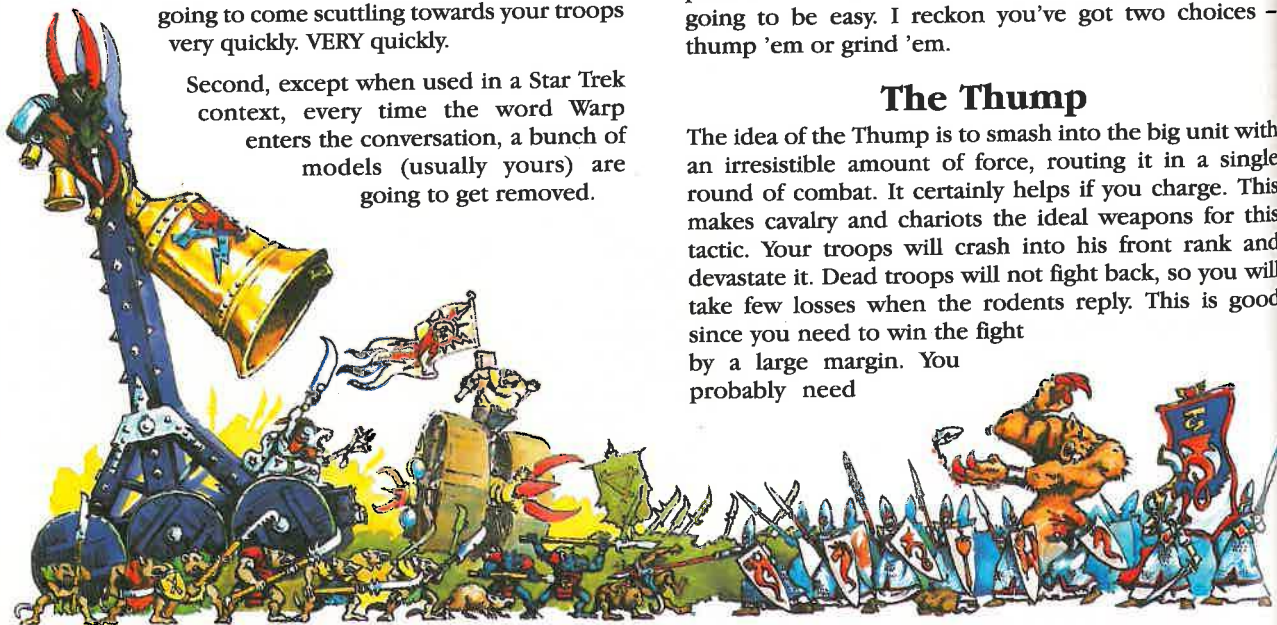 going to come scuttling towards your troops
very quickly. VERY quickly.
Second, except when used in a Star Trek
context, every time the word Warp
enters the conversation, a bunch of
models (usually yours) are
going to get removed.
going to be easy. I reckon you've got two choices –
thump 'em or grind 'em.
The Thump
The idea of the Thump is to smash into the big unit with
an irresistible amount of force, routing it in a single
round of combat. It certainly helps if you charge. This
makes cavalry and chariots the ideal weapons for this
tactic. Your troops will crash into his front rank and
devastate it. Dead troops will not fight back, so you will
take few losses when the rodents reply. This is good
since you need to win the fight
by a large margin. You
probably need